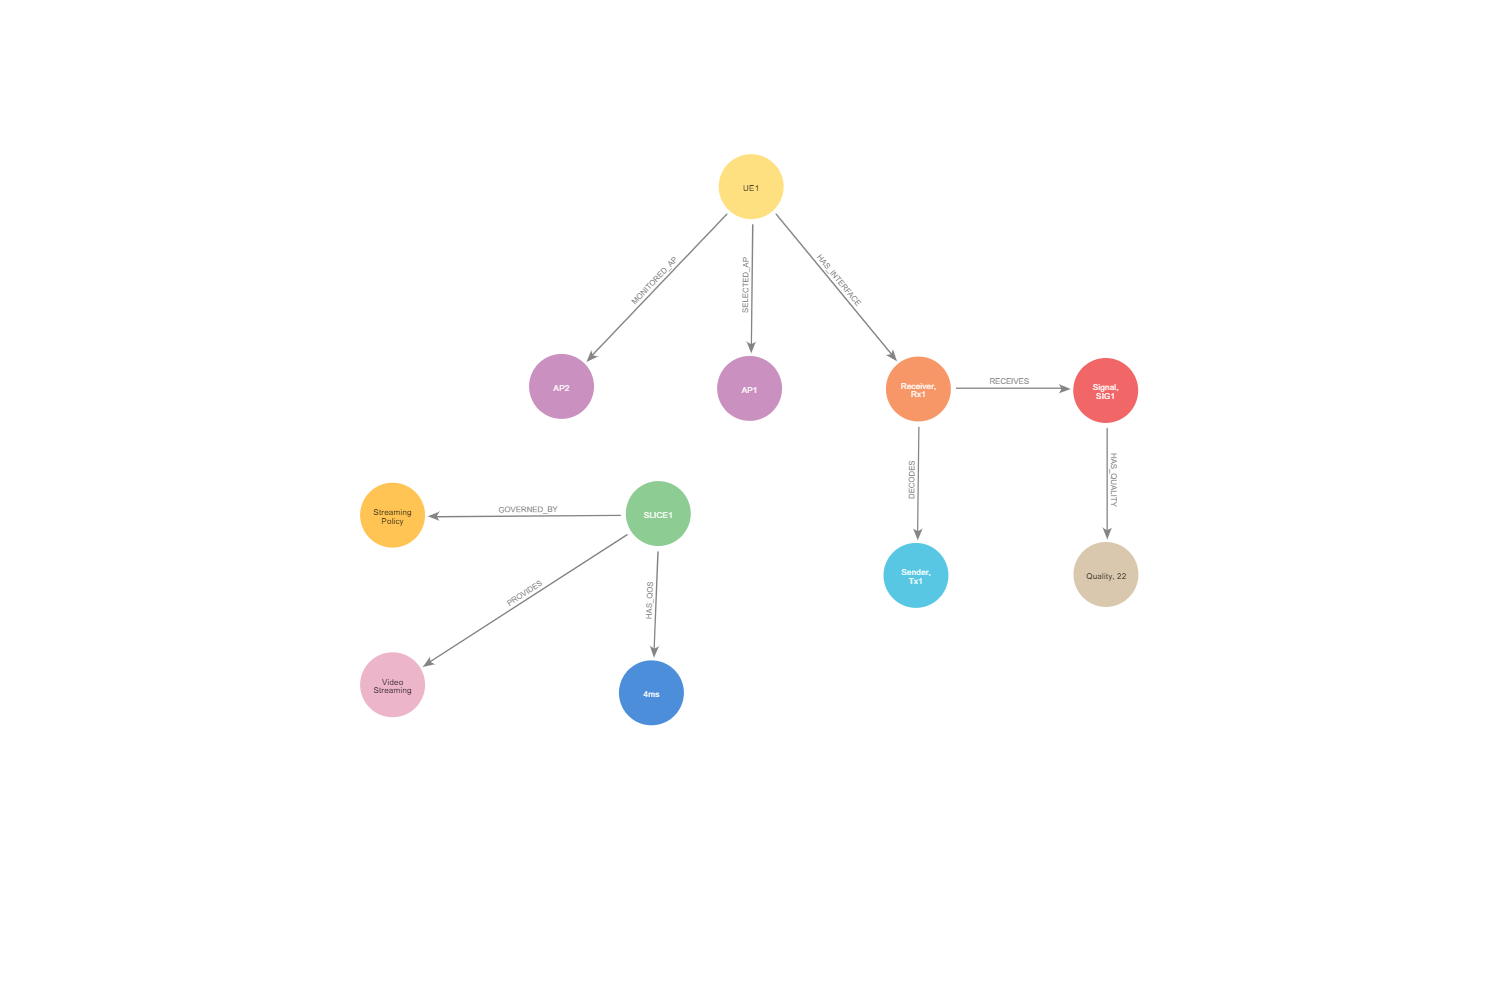 UE1
MONITORED_AP
SELECTED_AP
HAS_INTERFACE
AP2
AP1
Receiver,
Rx1
RECEIVES
Signal,
SIG1
DECODES
HAS_QUALITY
Streaming
Policy
GOVERNED_BY
SLICE1
PROVIDES
HAS_QOS
Sender,
Tx1
Quality, 22
Video
Streaming
4ms